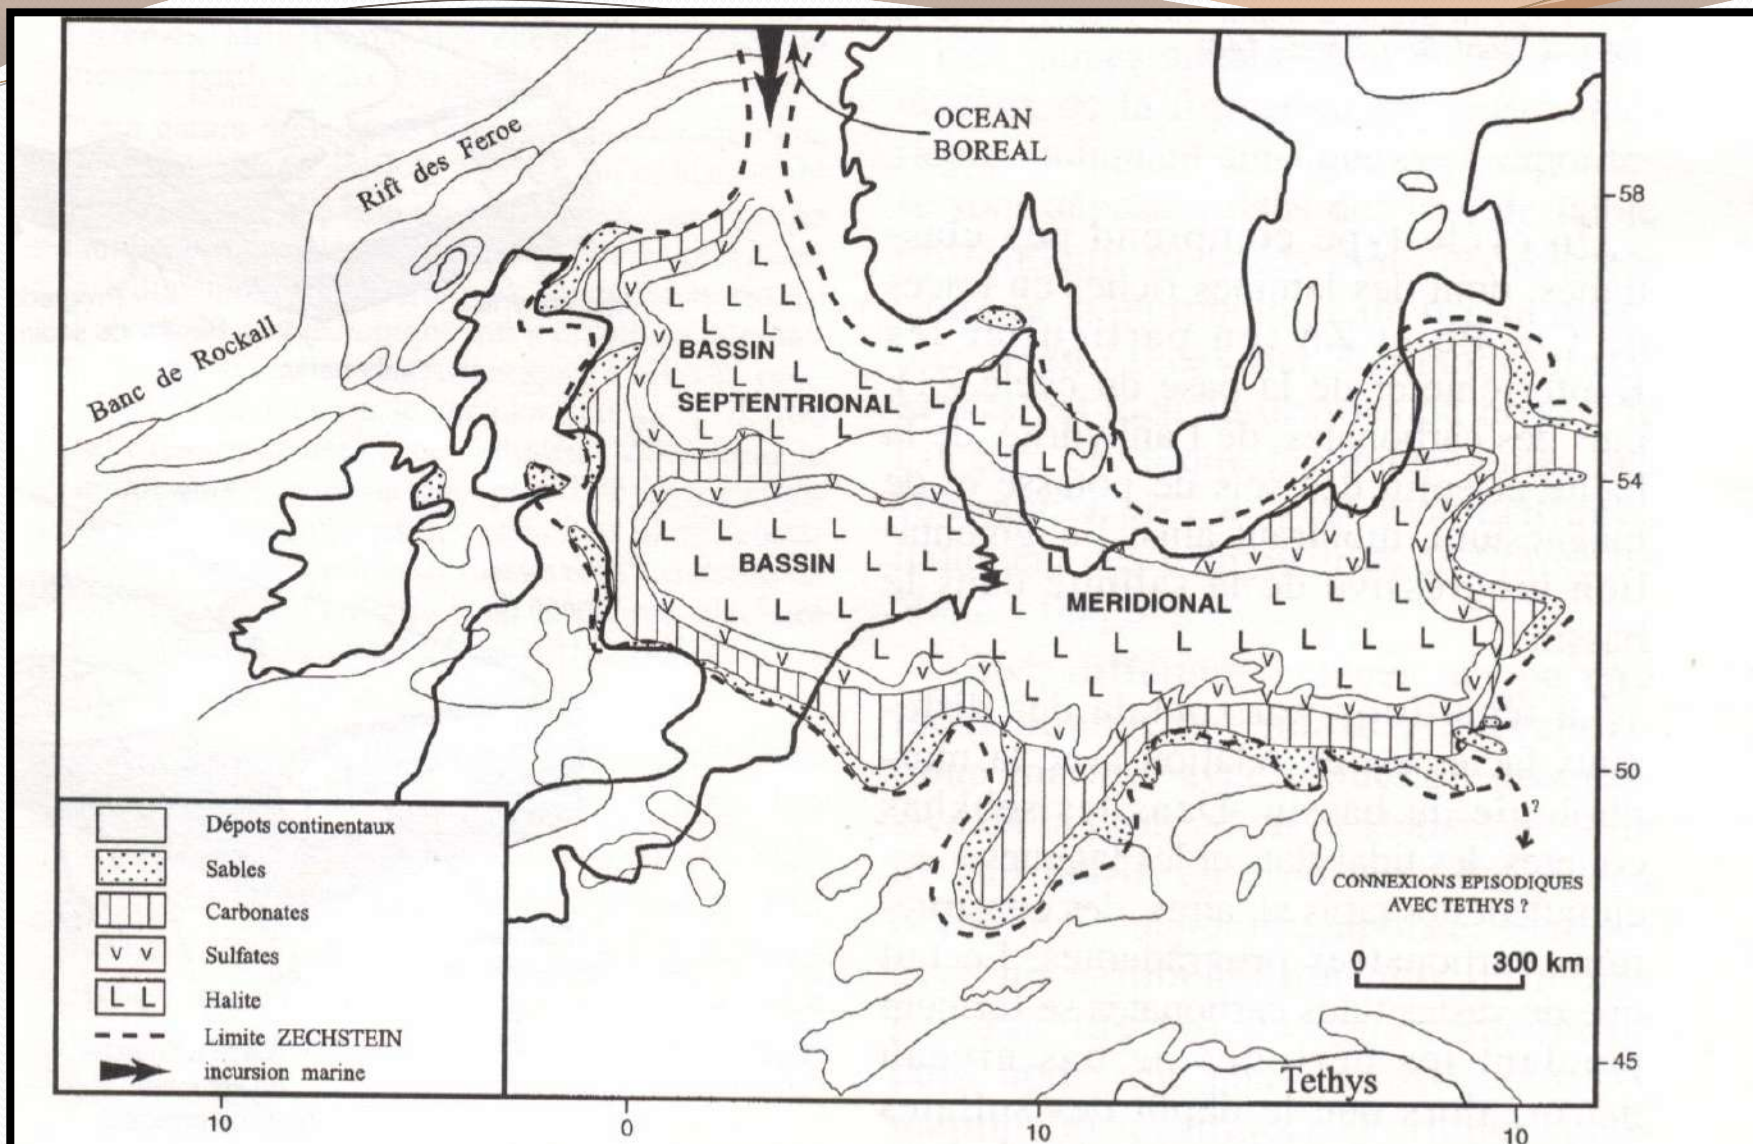 OCEAN
BOREAL
Rift des Feroe
Banc de Rockall
58
BASSIN
SEPTENTRIONAL
54
BASSIN
MERIDIONAL
50
?
CONNEXIONS EPISODIQUES
AVEC TETHYS ?
0 300 km
45
Tethys
Dépots continentaux
Sables
Carbonates
V V Sulfates
L L Halite
Limite ZECHSTEIN
incursion marine
10 0 10 10